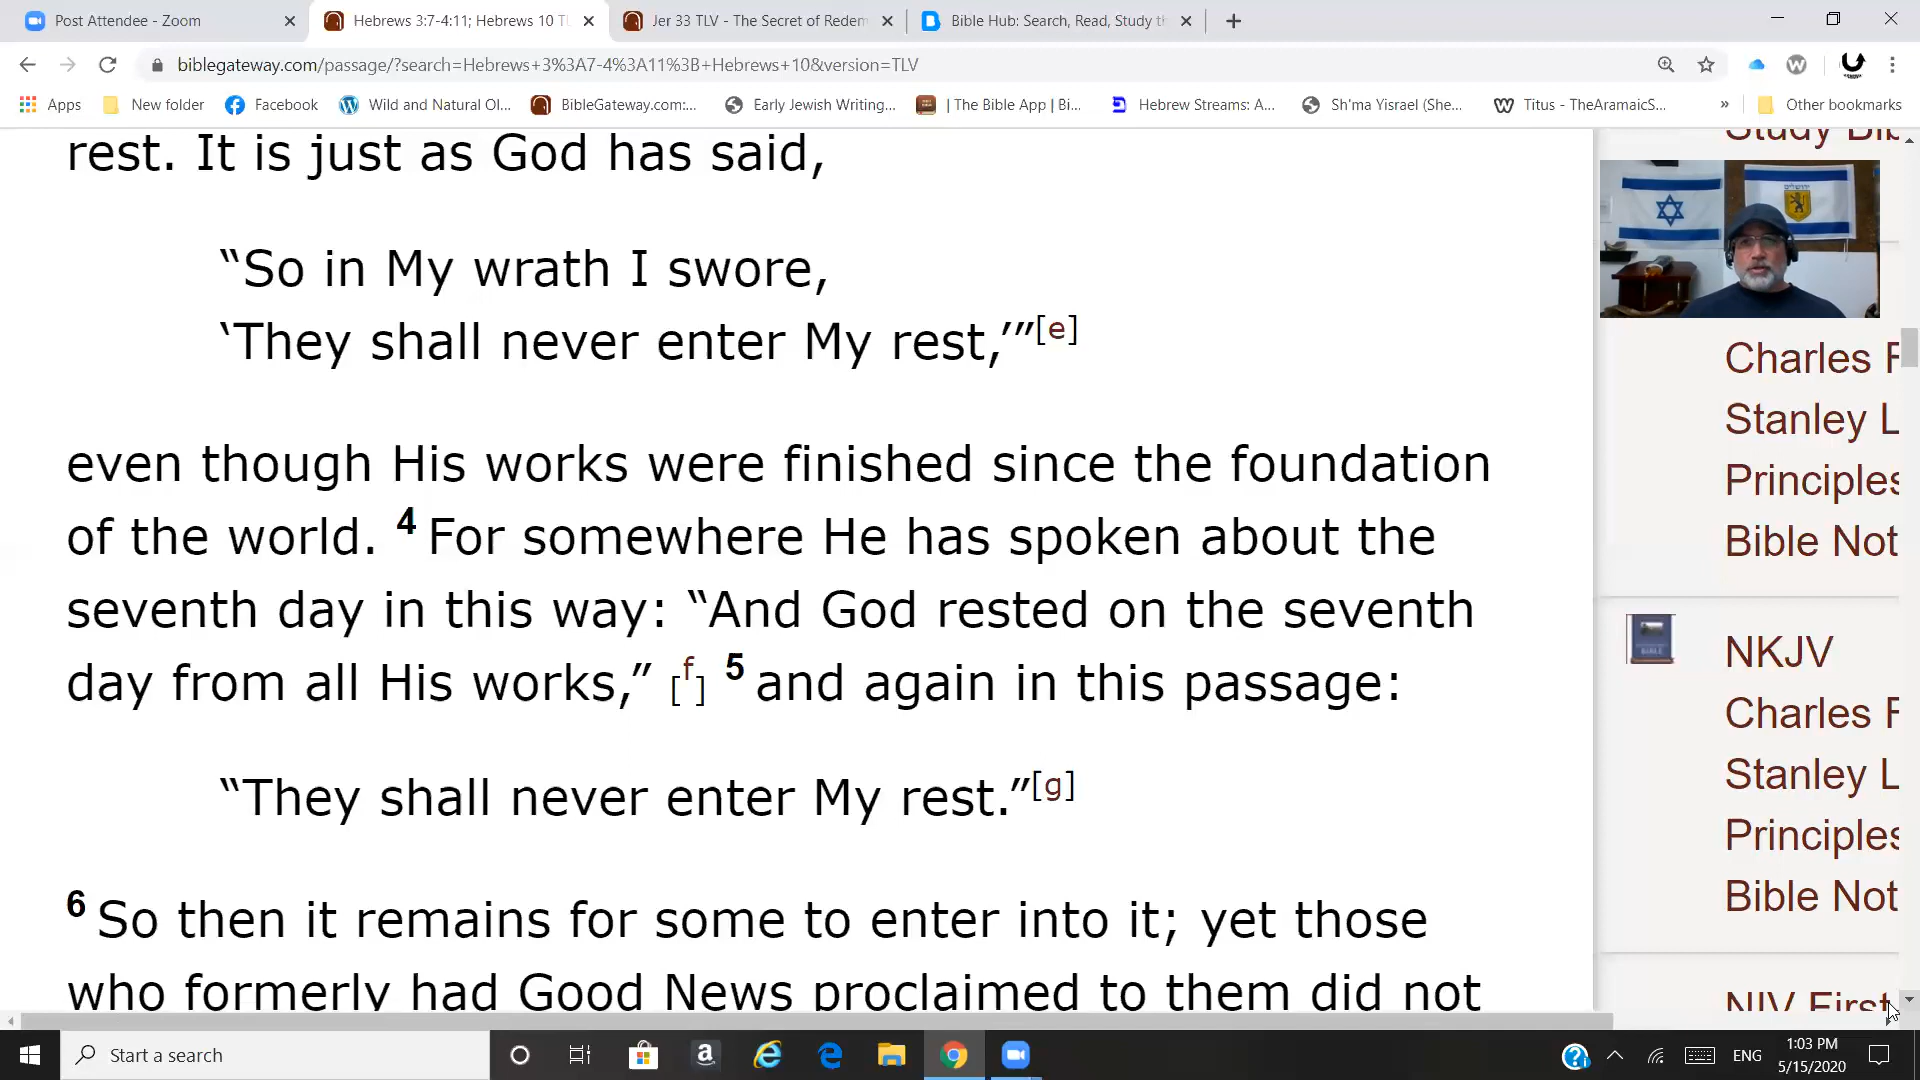 Post Attendee - Zoom
Hebrews 3:7-4:11; Hebrews 10 TL
Jer 33 TLV - The Secret of Redem
Bible Hub: Search, Read, Study th
biblegateway.com/passage/?search=Hebrews+3%3A7-4%3A11%3B+Hebrews+10&version=TLV
Apps
New folder
Facebook
Wild and Natural Ol...
BibleGateway.com:...
Early Jewish Writing...
| The Bible App | Bi...
Hebrew Streams: A...
Sh'ma Yisrael (She...
Titus - TheAramaicS...
»
Other bookmarks
rest. It is just as God has said,
“So in My wrath I swore,
‘They shall never enter My rest,’”[e]
even though His works were finished since the foundation
of the world. 4 For somewhere He has spoken about the
seventh day in this way: “And God rested on the seventh
day from all His works,” [f] 5 and again in this passage:
“They shall never enter My rest.”[g]
6 So then it remains for some to enter into it; yet those
who formerly had Good News proclaimed to them did not
Study Bib
ירושלים
Charles F
Stanley L
Principles
Bible Not
NKJV
Charles F
Stanley L
Principles
Bible Not
NIV First
Start a search
ENG
1:03 PM
5/15/2020